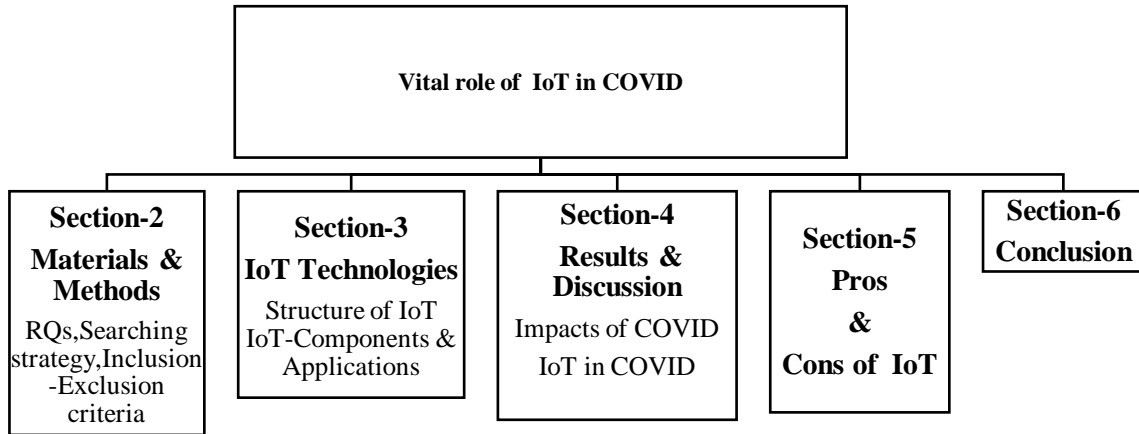 Vital role of IoT in COVID
Section-2
Materials &
Methods
RQs,Searching
strategy,Inclusion
-Exclusion
criteria
Section-3
IoT Technologies
Structure of IoT
IoT-Components &
Applications
Section-4
Results &
Discussion
Impacts of COVID
IoT in COVID
Section-5
Pros
&
Cons of IoT
Section-6
Conclusion